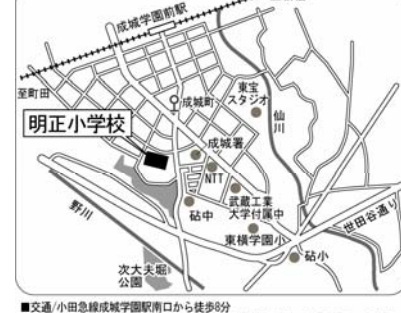 成城学園前駅
至町田
成城町
東宝
スタジオ
仙川
明正小学校
成城署
NTT
野川
砧中
武蔵工業
大学付属中
世田谷通り
東横学園小
砧小
次大夫堀
公園
■交通/小田急線成城学園駅南口から徒歩8分